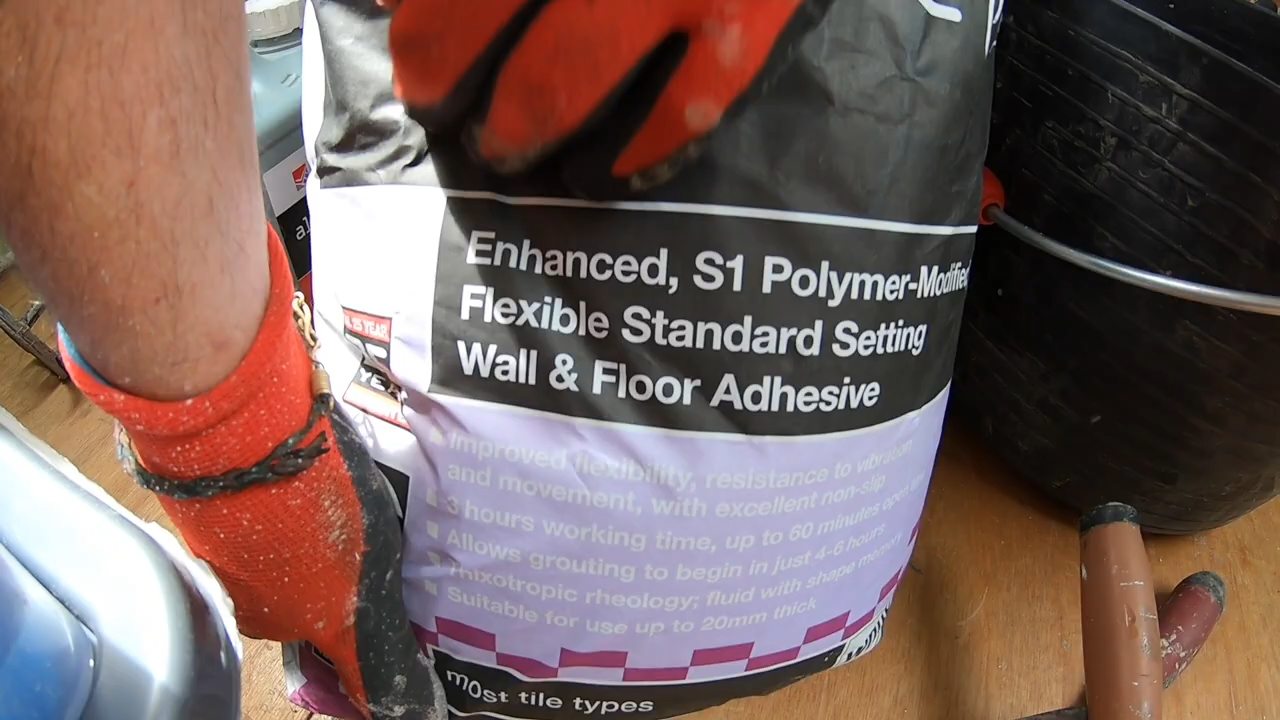 Enhanced, S1 Polymer-Modified
Flexible Standard Setting
Wall & Floor Adhesive
25 YEAR
Improved flexibility, resistance to vibration
and movement, with excellent non-slip
3 hours working time, up to 60 minutes open
Allows grouting to begin in just 4-6 hours
Thixotropic rheology; fluid with shape memory
Suitable for use up to 20mm thick
most tile types